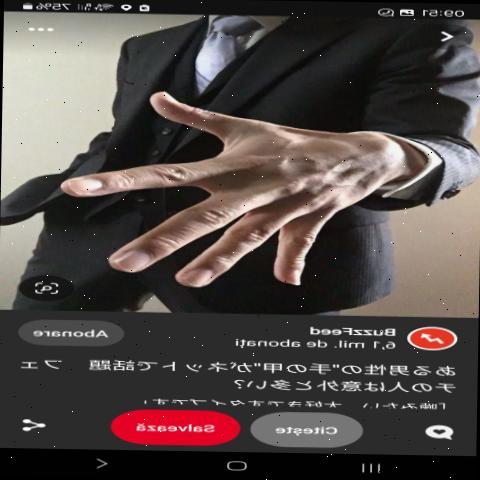 09:51 75%
BuzzFeed
6,1 mil. de abonați
Abonare
ある男性の"手の甲"がネットで話題 フェ
チの人は意外と多い?
Citește Salvează